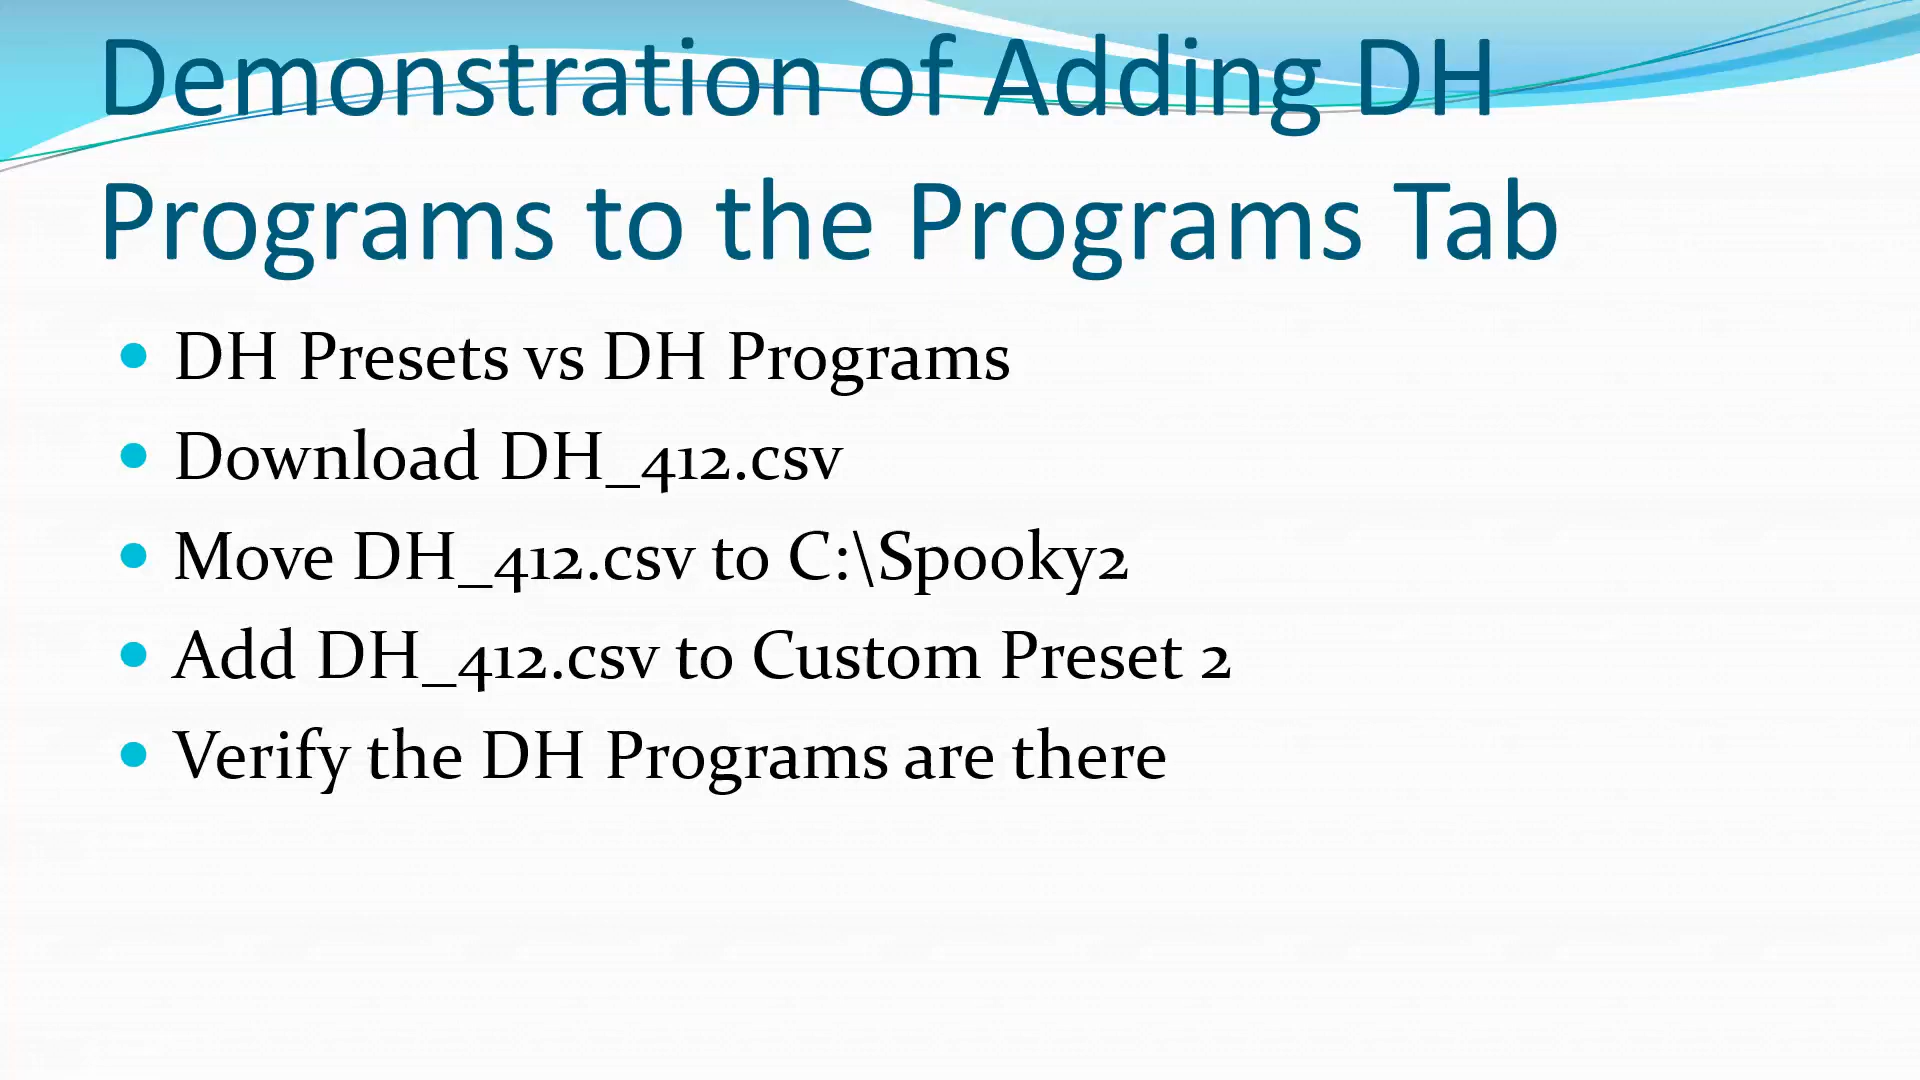 Demonstration of Adding DH
Programs to the Programs Tab
• DH Presets vs DH Programs
• Download DH_412.csv
• Move DH_412.csv to C:\Spooky2
• Add DH_412.csv to Custom Preset 2
• Verify the DH Programs are there